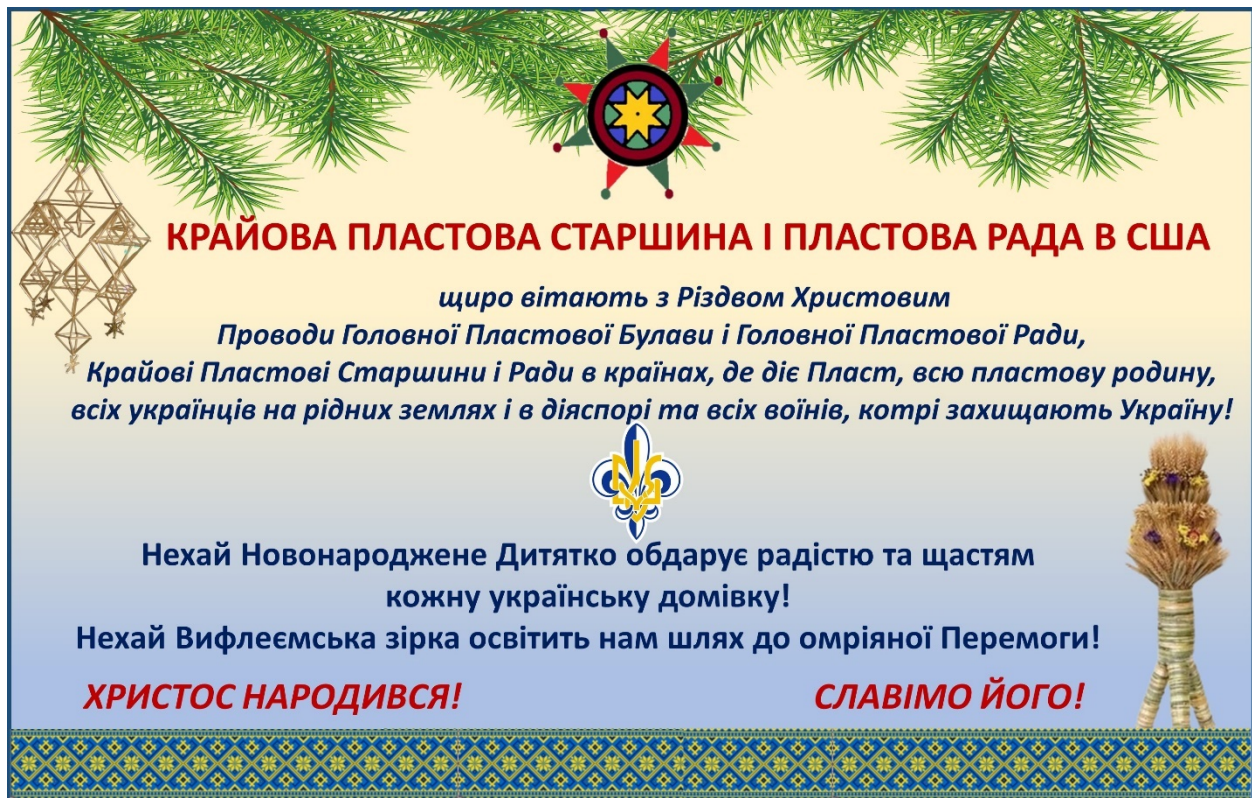 КРАЙОВА ПЛАСТОВА СТАРШИНА І ПЛАСТОВА РАДА В США
щиро вітають з Різдвом Христовим
Проводи Головної Пластової Булави і Головної Пластової Ради,
Крайові Пластові Старшини і Ради в країнах, де діє Пласт, всю пластову родину,
всіх українців на рідних землях і в діяспорі та всіх воїнів, котрі захищають Україну!
Нехай Новонароджене Дитятко обдарує радістю та щастям
кожну українську домівку!
Нехай Вифлеємська зірка освітить нам шлях до омріяної Перемоги!
ХРИСТОС НАРОДИВСЯ! СЛАВІМО ЙОГО!